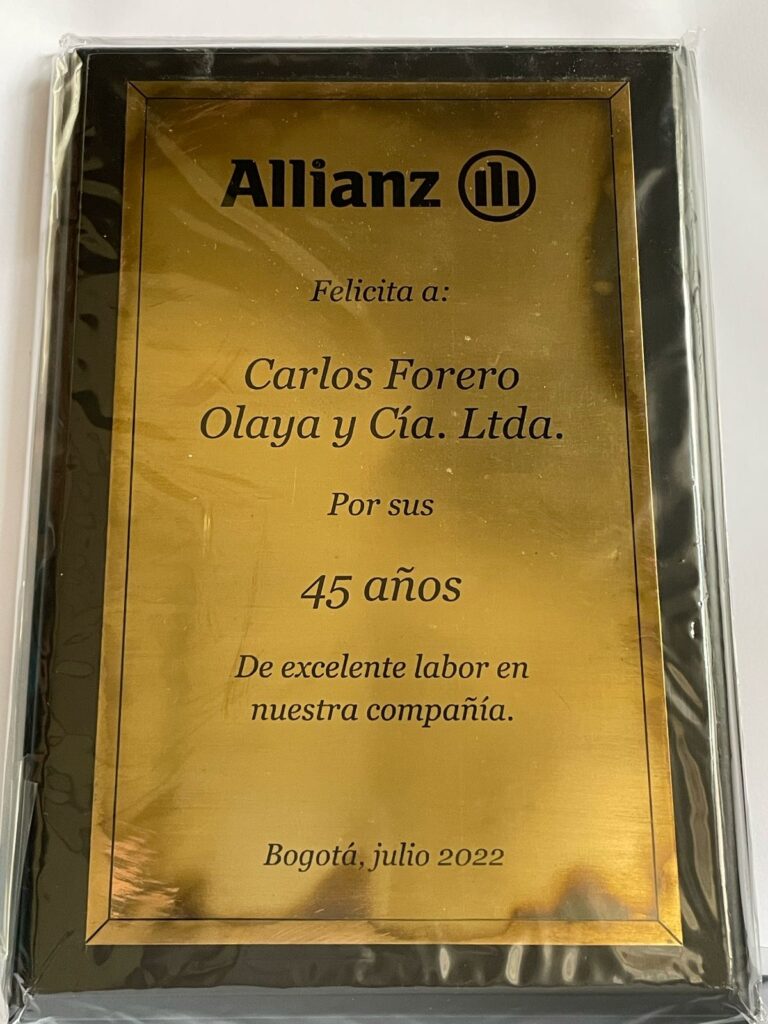 Allianz
Felicita a:
Carlos Forero
Olaya y Cía. Ltda.
Por sus
45 años
De excelente labor en
nuestra compañía.
Bogotá, julio 2022